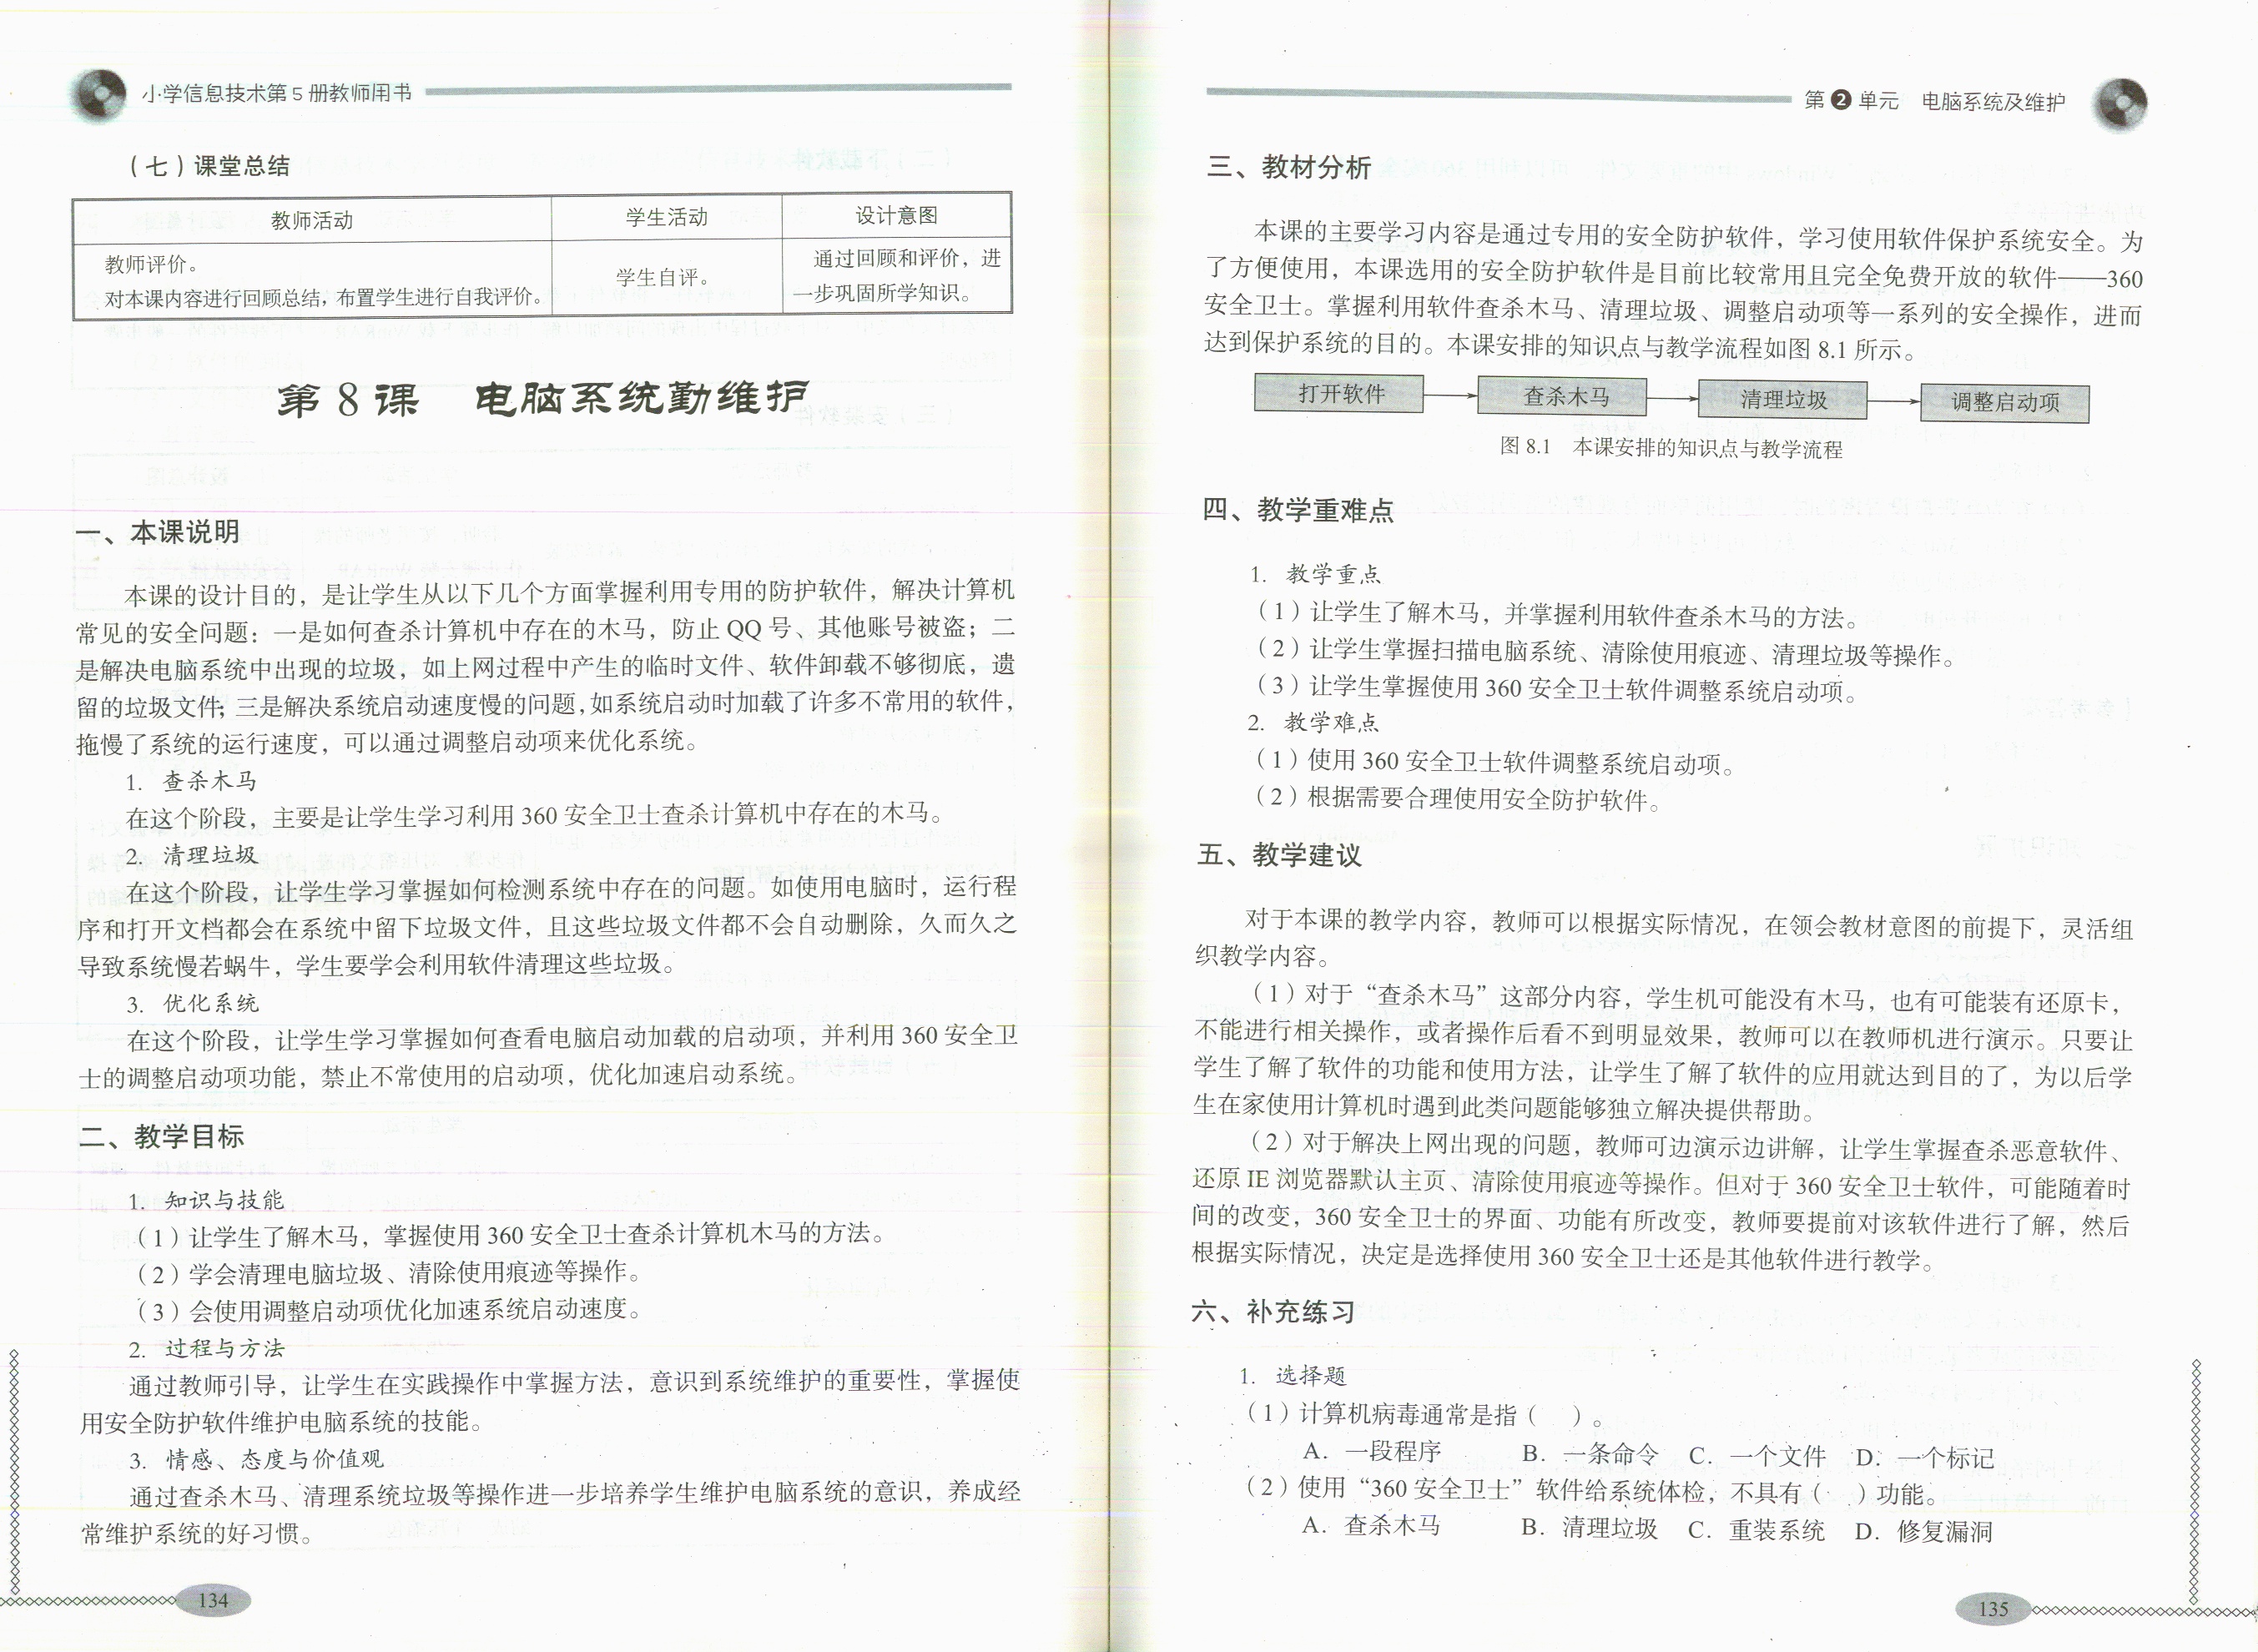 小学信息技术第5册教师用书
（七）课堂总结
教师活动 学生活动 设计意图
教师评价。
对本课内容进行回顾总结，布置学生进行自我评价。
学生自评。
通过回顾和评价，进
一步巩固所学知识。
第8课 电脑系统勤维护
一、本课说明
本课的设计目的，是让学生从以下几个方面掌握利用专用的防护软件，解决计算机
常见的安全问题：一是如何查杀计算机中存在的木马，防止QQ号、其他账号被盗；二
是解决电脑系统中出现的垃圾，如上网过程中产生的临时文件、软件卸载不够彻底，遗
留的垃圾文件；三是解决系统启动速度慢的问题，如系统启动时加载了许多不常用的软件，
拖慢了系统的运行速度，可以通过调整启动项来优化系统。
1. 查杀木马
在这个阶段，主要是让学生学习利用360安全卫士查杀计算机中存在的木马。
2. 清理垃圾
在这个阶段，让学生学习掌握如何检测系统中存在的问题。如使用电脑时，运行程
序和打开文档都会在系统中留下垃圾文件，且这些垃圾文件都不会自动删除，久而久之
导致系统慢若蜗牛，学生要学会利用软件清理这些垃圾。
3. 优化系统
在这个阶段，让学生学习掌握如何查看电脑启动加载的启动项，并利用360安全卫
士的调整启动项功能，禁止不常使用的启动项，优化加速启动系统。
二、教学目标
1. 知识与技能
（1）让学生了解木马，掌握使用360安全卫士查杀计算机木马的方法。
（2）学会清理电脑垃圾、清除使用痕迹等操作。
（3）会使用调整启动项优化加速系统启动速度。
2. 过程与方法
通过教师引导，让学生在实践操作中掌握方法，意识到系统维护的重要性，掌握使
用安全防护软件维护电脑系统的技能。
3. 情感、态度与价值观
通过查杀木马、清理系统垃圾等操作进一步培养学生维护电脑系统的意识，养成经
常维护系统的好习惯。
134
第2单元 电脑系统及维护
三、教材分析
本课的主要学习内容是通过专用的安全防护软件，学习使用软件保护系统安全。为
了方便使用，本课选用的安全防护软件是目前比较常用且完全免费开放的软件——360
安全卫士。掌握利用软件查杀木马、清理垃圾、调整启动项等一系列的安全操作，进而
达到保护系统的目的。本课安排的知识点与教学流程如图8.1所示。
打开软件 查杀木马 清理垃圾 调整启动项
图8.1 本课安排的知识点与教学流程
四、教学重难点
1. 教学重点
（1）让学生了解木马，并掌握利用软件查杀木马的方法。
（2）让学生掌握扫描电脑系统、清除使用痕迹、清理垃圾等操作。
（3）让学生掌握使用360安全卫士软件调整系统启动项。
2. 教学难点
（1）使用360安全卫士软件调整系统启动项。
（2）根据需要合理使用安全防护软件。
五、教学建议
对于本课的教学内容，教师可以根据实际情况，在领会教材意图的前提下，灵活组
织教学内容。
（1）对于“查杀木马”这部分内容，学生机可能没有木马，也有可能装有还原卡，
不能进行相关操作，或者操作后看不到明显效果，教师可以在教师机进行演示。只要让
学生了解了软件的功能和使用方法，让学生了解了软件的应用就达到目的了，为以后学
生在家使用计算机时遇到此类问题能够独立解决提供帮助。
（2）对于解决上网出现的问题，教师可边演示边讲解，让学生掌握查杀恶意软件、
还原IE浏览器默认主页、清除使用痕迹等操作。但对于360安全卫士软件，可能随着时
间的改变，360安全卫士的界面、功能有所改变，教师要提前对该软件进行了解，然后
根据实际情况，决定是选择使用360安全卫士还是其他软件进行教学。
六、补充练习
1. 选择题
（1）计算机病毒通常是指（ ）。
A. 一段程序 B. 一条命令 C. 一个文件 D. 一个标记
（2）使用“360安全卫士”软件给系统体检，不具有（ ）功能。
A. 查杀木马 B. 清理垃圾 C. 重装系统 D. 修复漏洞
135